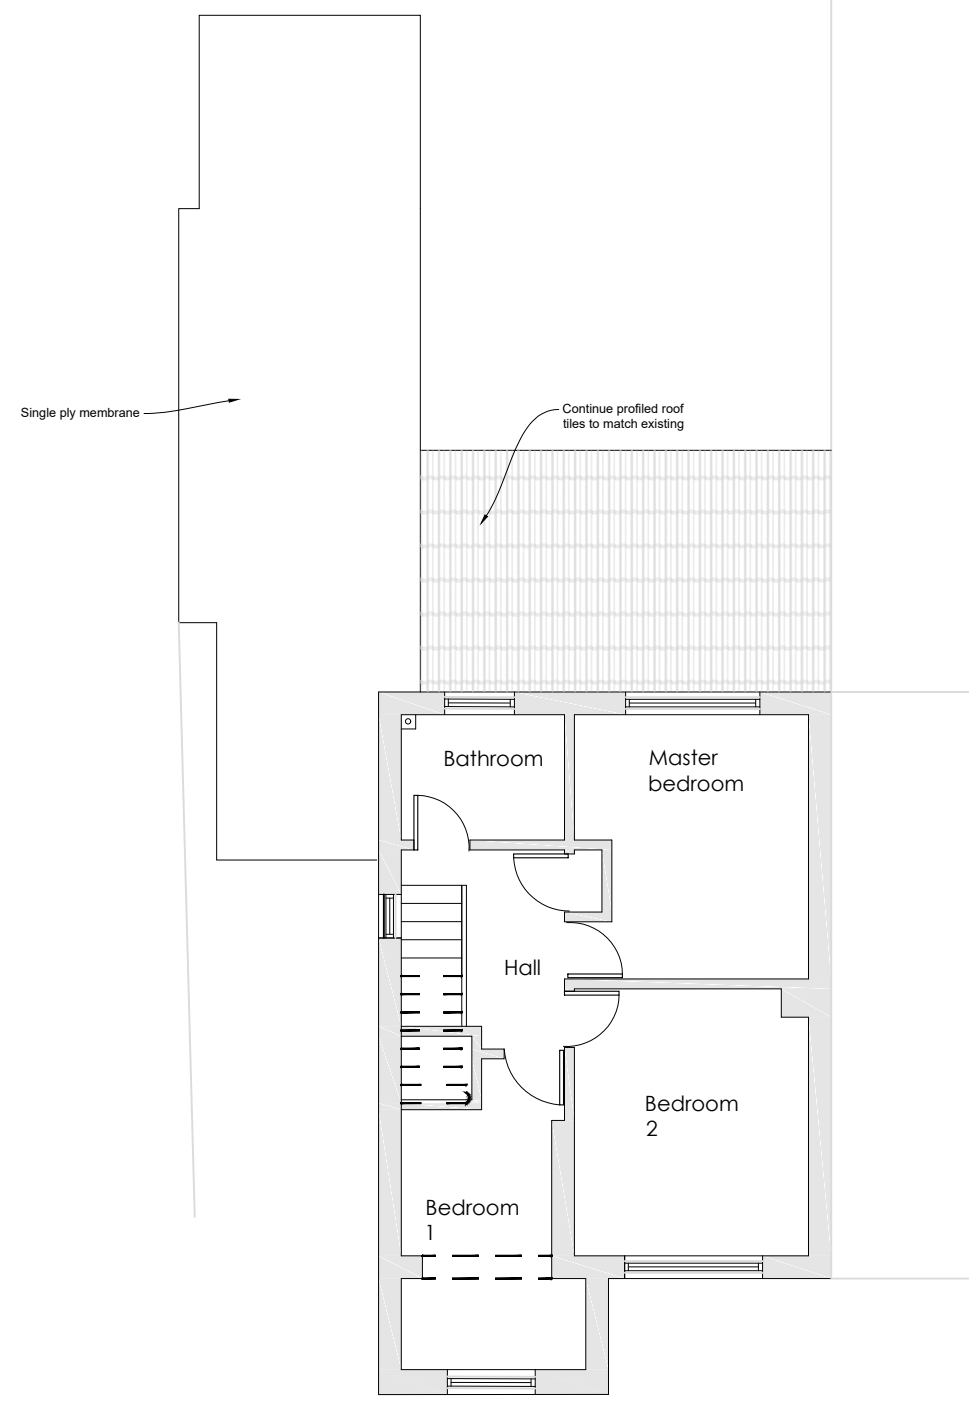 Single ply membrane
Continue profiled roof
tiles to match existing
Bathroom
Master
bedroom
Hall
Bedroom
2
Bedroom
1